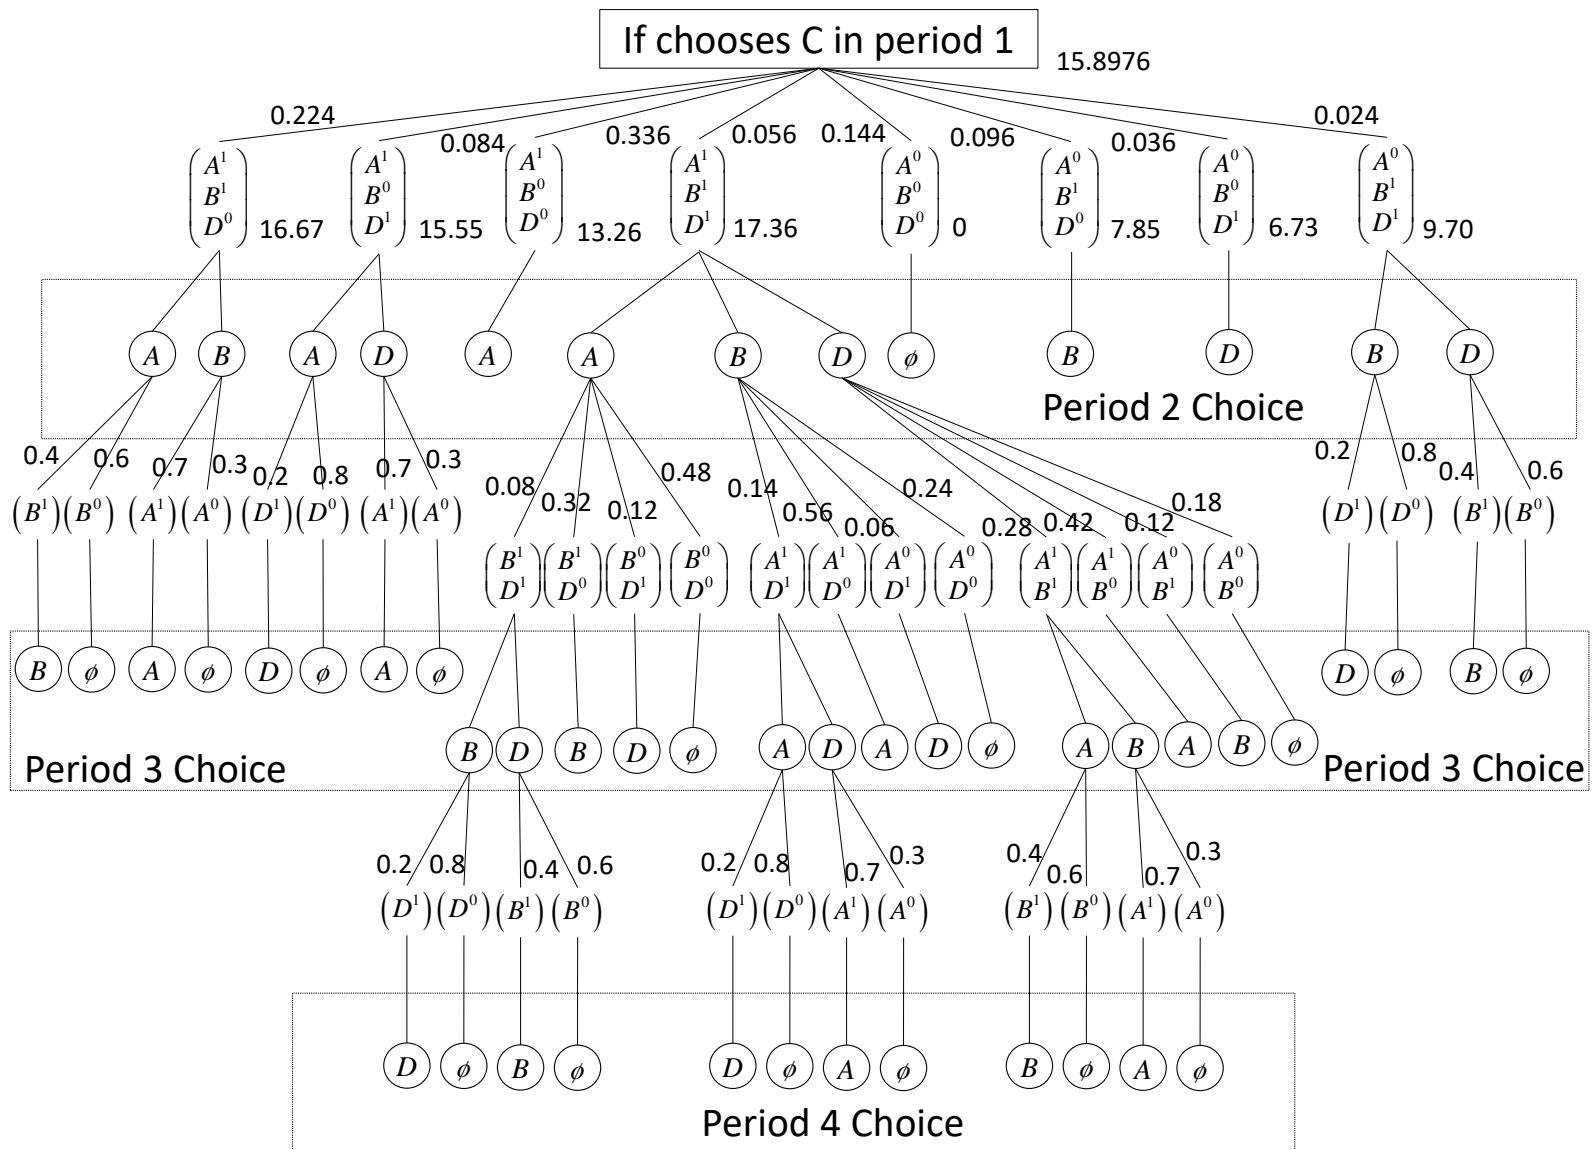 If chooses C in period 1
15.8976
0.224 0.084 0.336 0.056 0.144 0.096 0.036 0.024
A¹ A¹ A¹ A¹ A⁰ A⁰ A⁰ A⁰
B¹ B⁰ B⁰ B¹ B⁰ B¹ B⁰ B¹
D⁰ D¹ D⁰ D¹ D⁰ D⁰ D¹ D¹
16.67 15.55 13.26 17.36 0 7.85 6.73 9.70
A B A D A A B D ϕ B D B D
Period 2 Choice
0.4 0.6 0.7 0.3 0.2 0.8 0.7 0.3 0.08 0.32 0.12 0.48 0.14 0.56 0.06 0.24 0.28 0.42 0.12 0.18 0.2 0.8 0.4 0.6
(B¹) (B⁰) (A¹) (A⁰) (D¹) (D⁰) (A¹) (A⁰) (D¹) (D⁰) (B¹) (B⁰)
B¹ B¹ B⁰ B⁰ A¹ A¹ A⁰ A⁰ A¹ A¹ A⁰ A⁰
D¹ D⁰ D¹ D⁰ D¹ D⁰ D¹ D⁰ B¹ B⁰ B¹ B⁰
B ϕ A ϕ D ϕ A ϕ D ϕ B ϕ
B D B D ϕ A D A D ϕ A B A B ϕ
Period 3 Choice Period 3 Choice
0.2 0.8 0.4 0.6 0.2 0.8 0.7 0.3 0.4 0.6 0.7 0.3
(D¹) (D⁰) (B¹) (B⁰) (D¹) (D⁰) (A¹) (A⁰) (B¹) (B⁰) (A¹) (A⁰)
D ϕ B ϕ D ϕ A ϕ B ϕ A ϕ
Period 4 Choice